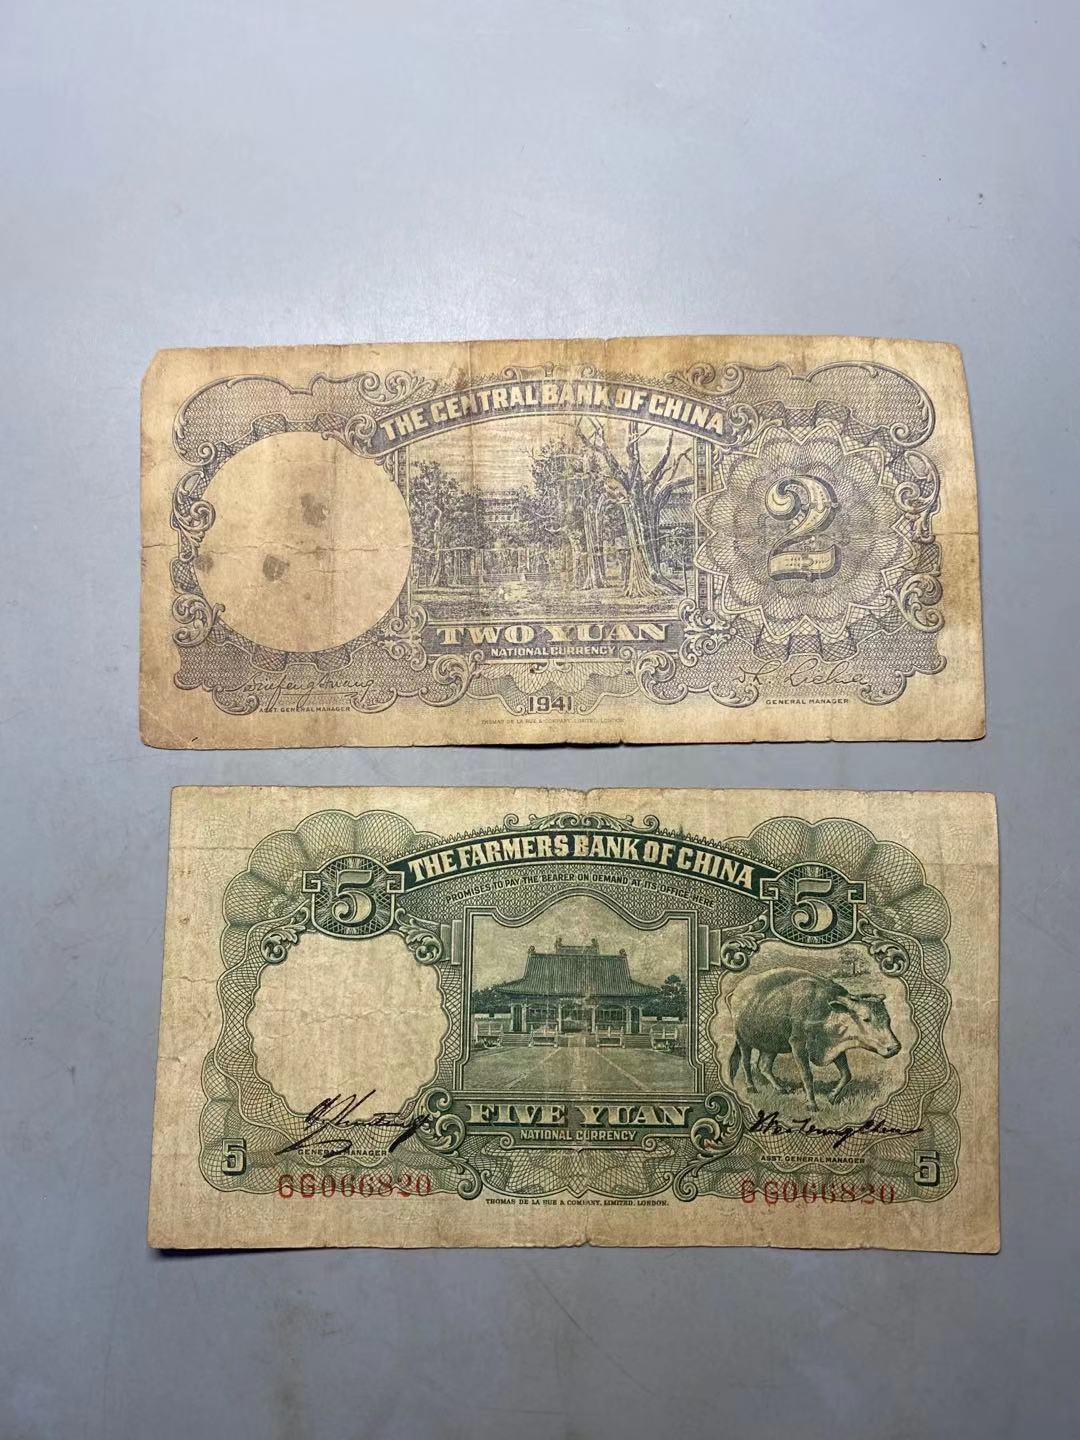 THE CENTRAL BANK OF CHINA
2
TWO YUAN
NATIONAL CURRENCY
ASST. GENERAL MANAGER
1941
GENERAL MANAGER
THOMAS DE LA RUE & COMPANY, LIMITED, LONDON
THE FARMERS BANK OF CHINA
PROMISES TO PAY THE BEARER ON DEMAND AT ITS OFFICE HERE
5 5
FIVE YUAN
NATIONAL CURRENCY
GENERAL MANAGER
ASST. GENERAL MANAGER
5 5
GG066820 GG066820
THOMAS DE LA RUE & COMPANY, LIMITED, LONDON.